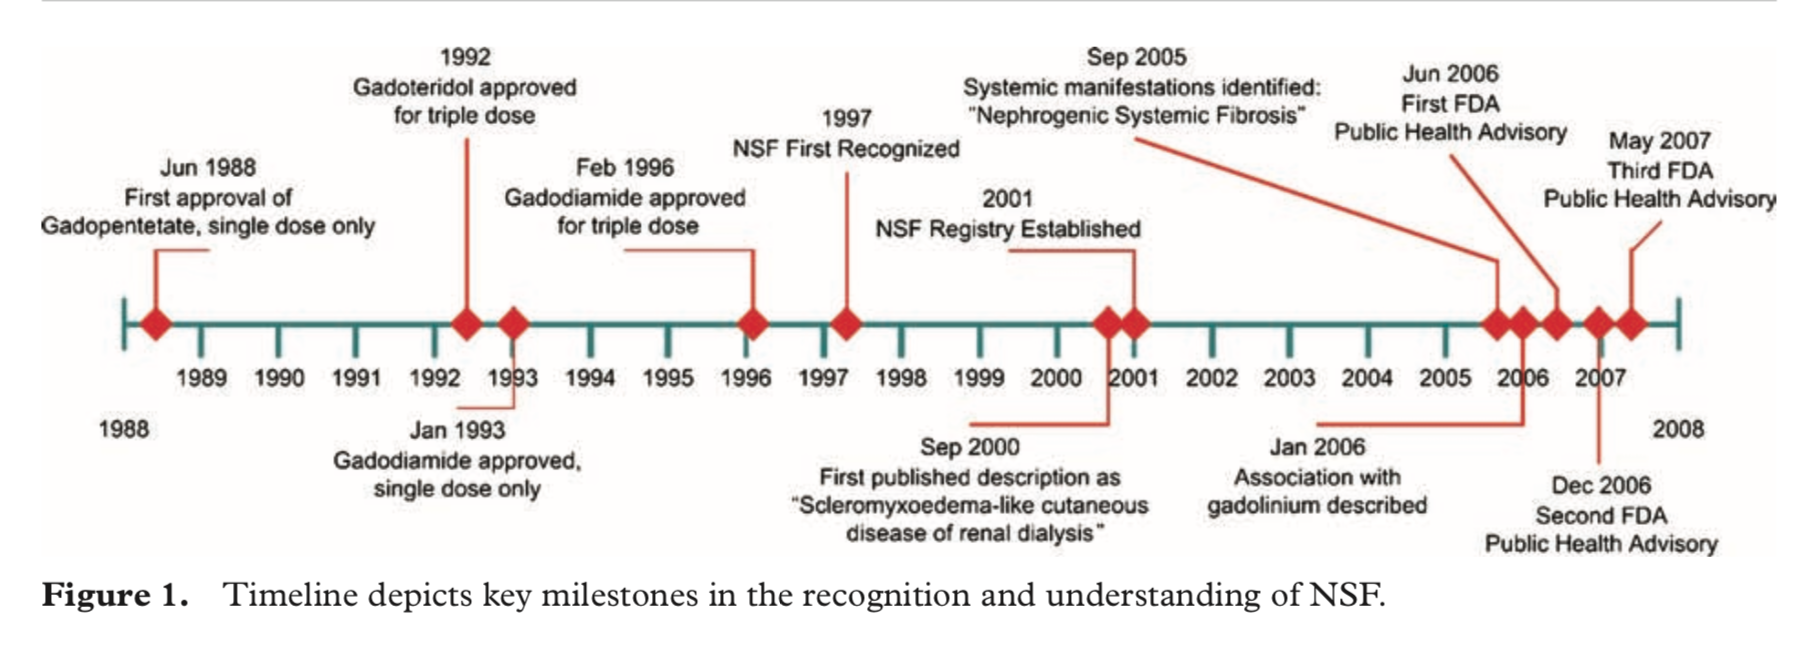 1992
Gadoteridol approved
for triple dose
Sep 2005
Systemic manifestations identified:
"Nephrogenic Systemic Fibrosis"
Jun 2006
First FDA
Public Health Advisory
1997
NSF First Recognized
May 2007
Third FDA
Public Health Advisory
Jun 1988
First approval of
Gadopentetate, single dose only
Feb 1996
Gadodiamide approved
for triple dose
2001
NSF Registry Established
1989 1990 1991 1992 1993 1994 1995 1996 1997 1998 1999 2000 2001 2002 2003 2004 2005 2006 2007
1988
2008
Jan 1993
Gadodiamide approved,
single dose only
Sep 2000
First published description as
"Scleromyxoedema-like cutaneous
disease of renal dialysis"
Jan 2006
Association with
gadolinium described
Dec 2006
Second FDA
Public Health Advisory
Figure 1. Timeline depicts key milestones in the recognition and understanding of NSF.